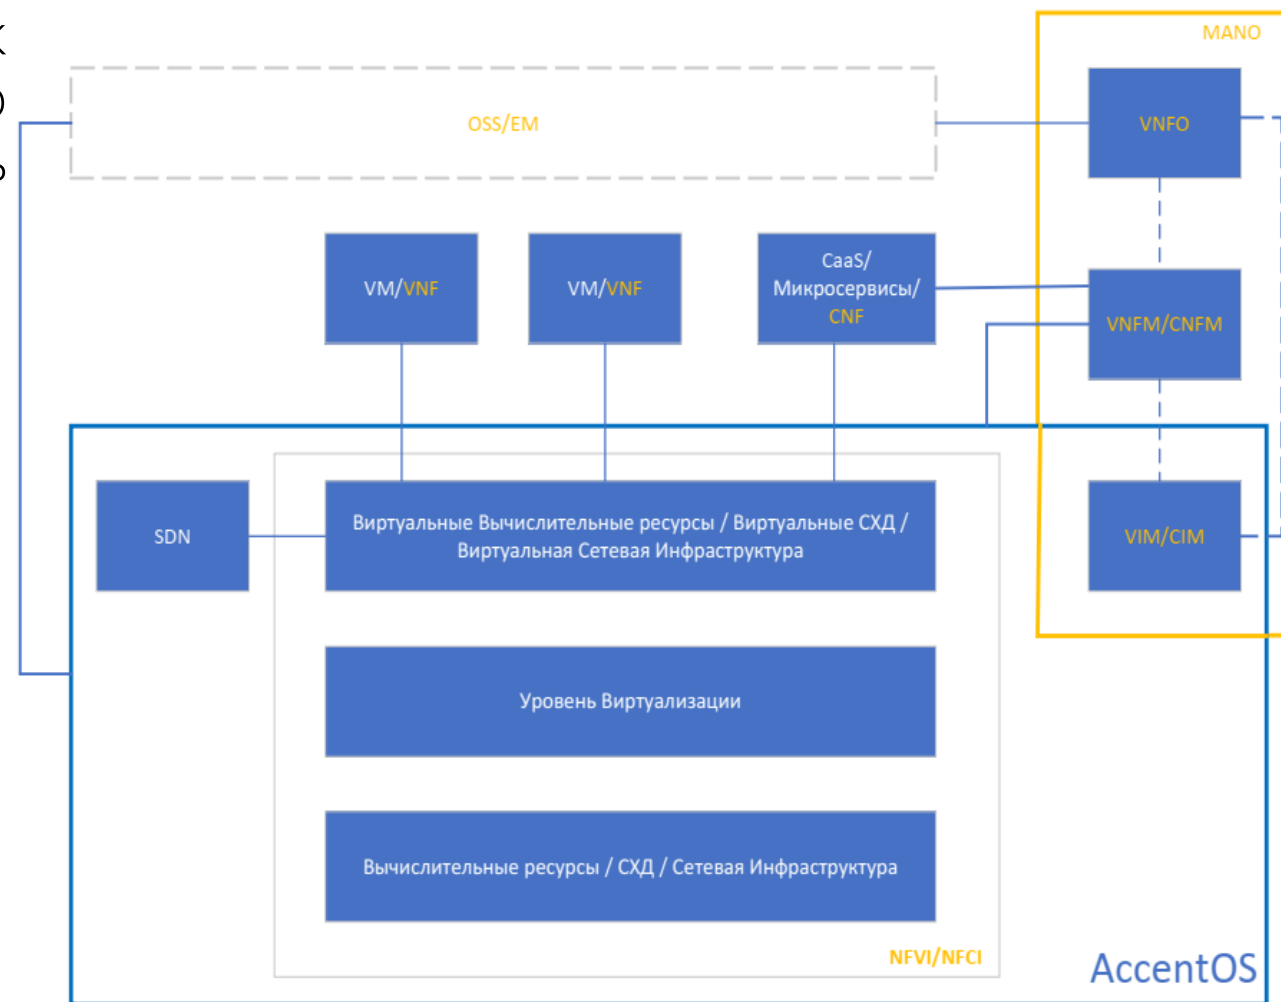 MANO
OSS/EM
VNFO
VM/VNF
VM/VNF
CaaS/
Микросервисы/
CNF
VNFM/CNFM
SDN
Виртуальные Вычислительные ресурсы / Виртуальные СХД /
Виртуальная Сетевая Инфраструктура
VIM/CIM
Уровень Виртуализации
Вычислительные ресурсы / СХД / Сетевая Инфраструктура
NFVI/NFCI
AccentOS